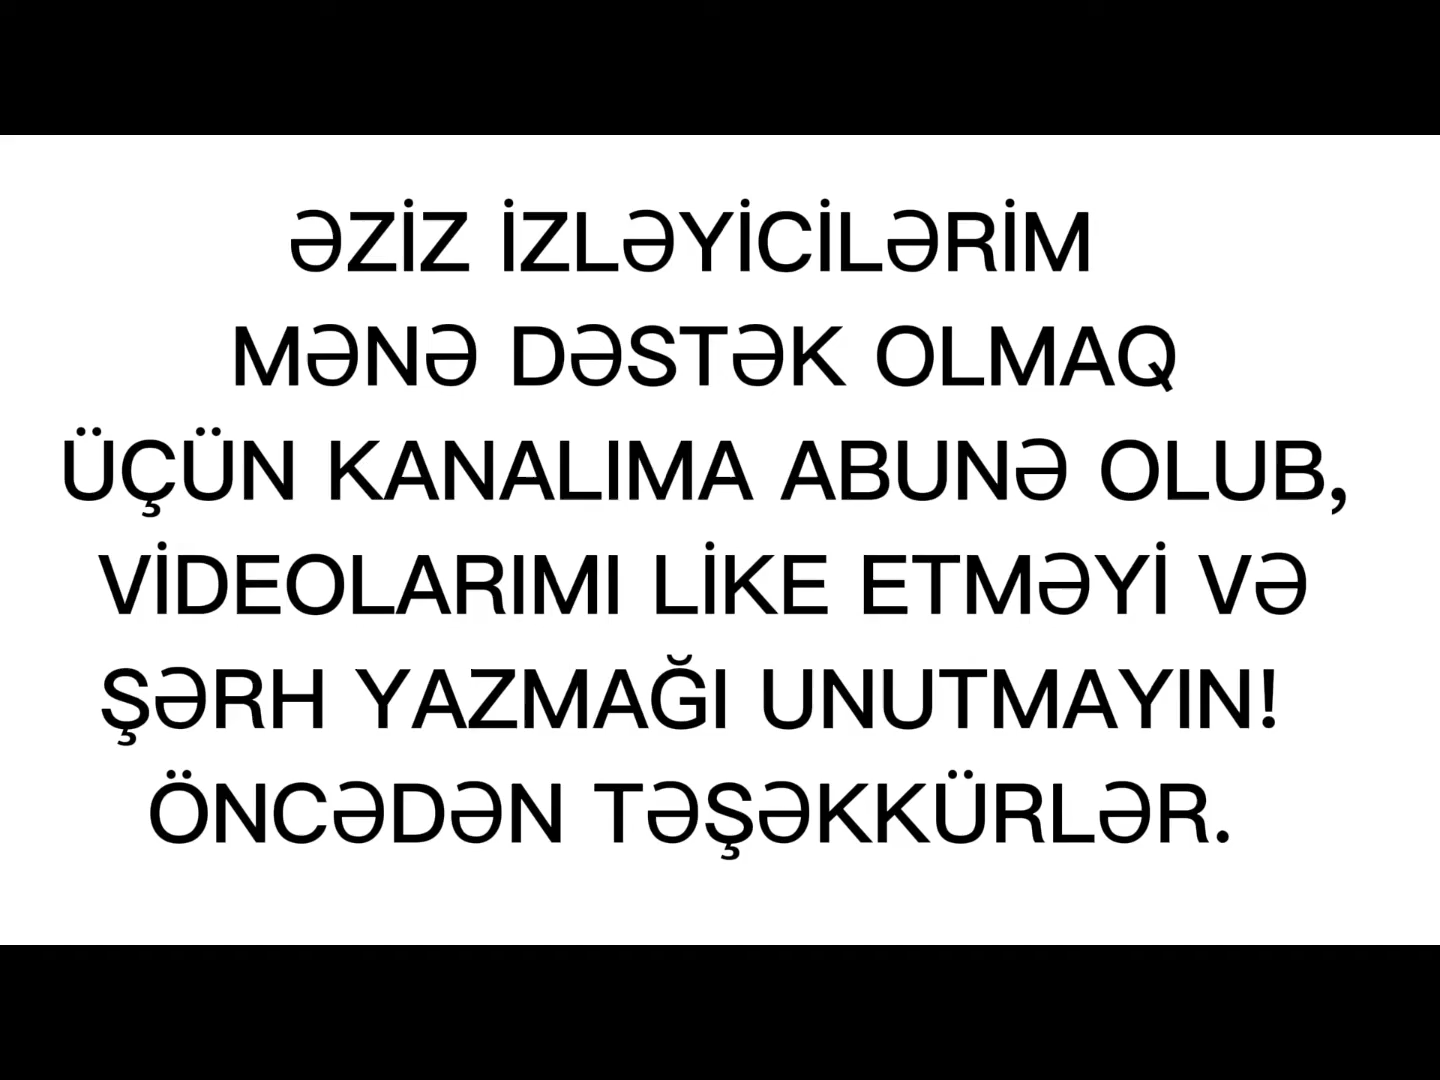 ƏZİZ İZLƏYİCİLƏRİM
MƏNƏ DƏSTƏK OLMAQ
ÜÇÜN KANALIMA ABUNƏ OLUB,
VİDEOLARIMI LİKE ETMƏYİ VƏ
ŞƏRH YAZMAĞI UNUTMAYIN!
ÖNCƏDƏN TƏŞƏKKÜRLƏR.